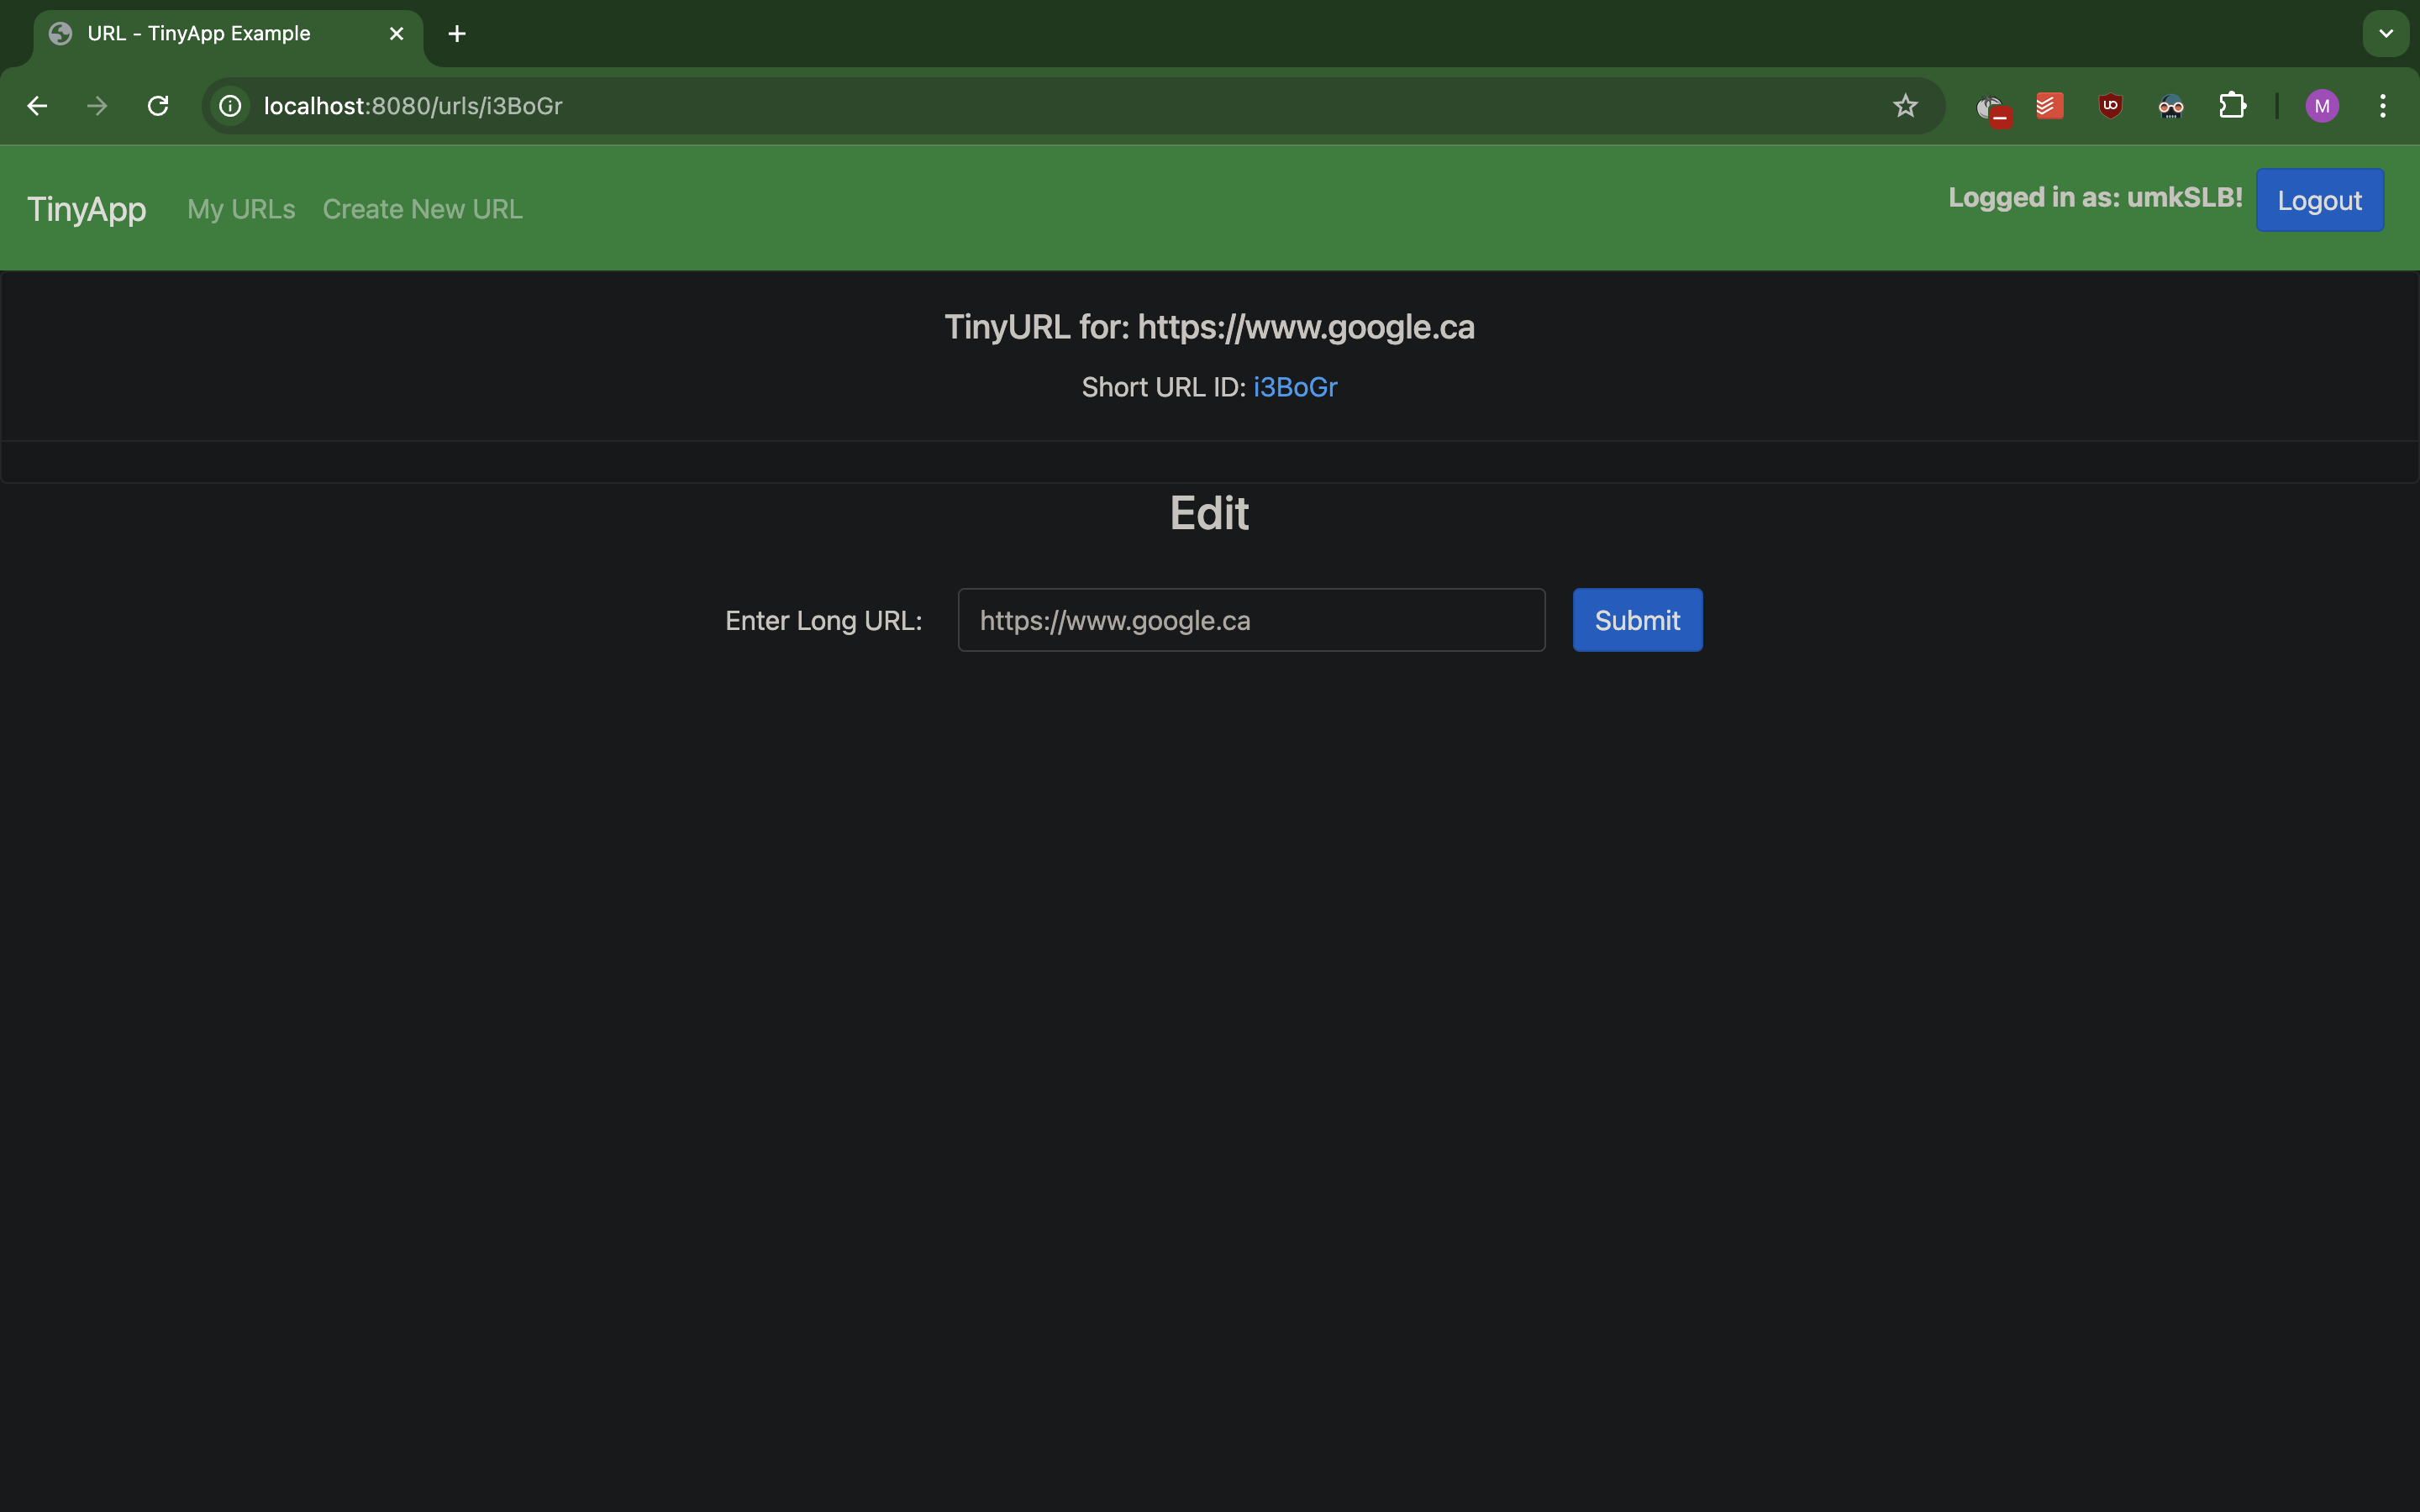 URL - TinyApp Example
localhost:8080/urls/i3BoGr
M
TinyApp My URLs Create New URL Logged in as: umkSLB! Logout
TinyURL for: https://www.google.ca
Short URL ID: i3BoGr
Edit
Enter Long URL: https://www.google.ca Submit